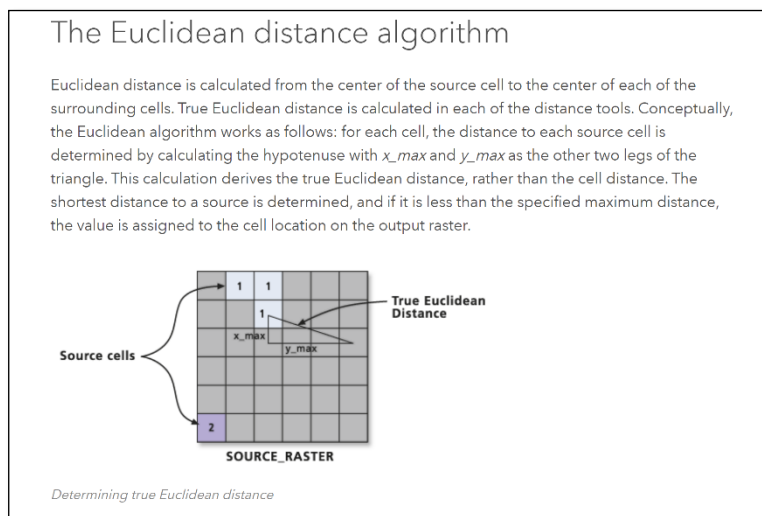 The Euclidean distance algorithm
Euclidean distance is calculated from the center of the source cell to the center of each of the
surrounding cells. True Euclidean distance is calculated in each of the distance tools. Conceptually,
the Euclidean algorithm works as follows: for each cell, the distance to each source cell is
determined by calculating the hypotenuse with x_max and y_max as the other two legs of the
triangle. This calculation derives the true Euclidean distance, rather than the cell distance. The
shortest distance to a source is determined, and if it is less than the specified maximum distance,
the value is assigned to the cell location on the output raster.
1 1
True Euclidean
Distance
1
x_max
y_max
Source cells
2
SOURCE_RASTER
Determining true Euclidean distance